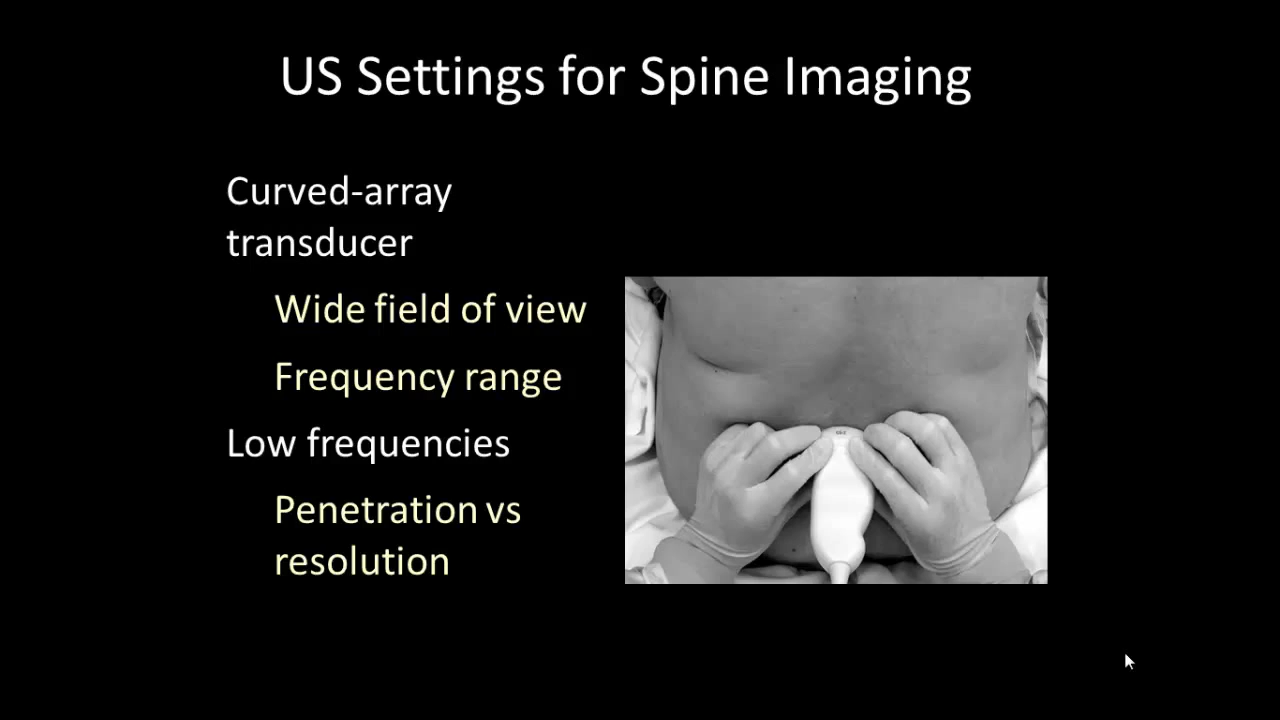 US Settings for Spine Imaging
Curved-array
transducer
Wide field of view
Frequency range
Low frequencies
Penetration vs
resolution